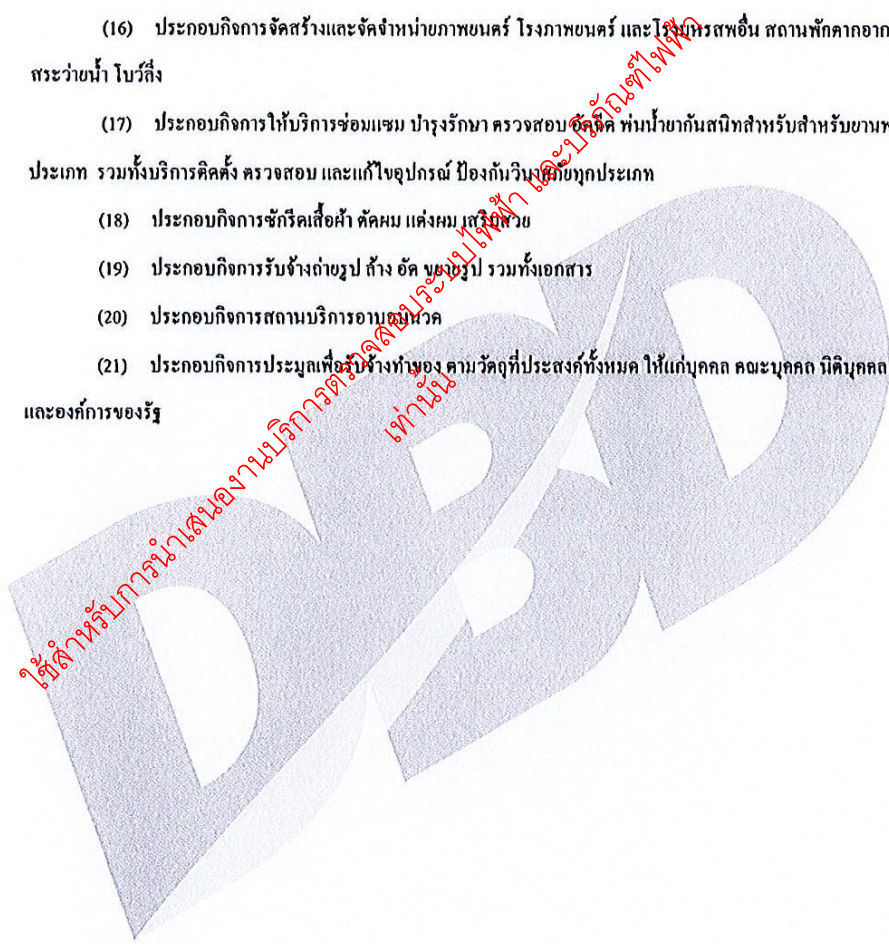 (16) ประกอบกิจการจัดสร้างและจัดจำหน่ายภาพยนตร์ โรงภาพยนตร์ และโรงมหรสพอื่น สถานพักตากอาก
สระว่ายน้ำ โบว์ลิ่ง
(17) ประกอบกิจการให้บริการซ่อมแซม บำรุงรักษา ตรวจสอบ อัดฉีด พ่นน้ำยากันสนิทสำหรับสำหรับยานพ
ประเภท รวมทั้งบริการติดตั้ง ตรวจสอบ และแก้ไขอุปกรณ์ ป้องกันวินาศภัยทุกประเภท
(18) ประกอบกิจการซักรีดเสื้อผ้า ตัดผม แต่งผม เสริมสวย
(19) ประกอบกิจการรับจ้างถ่ายรูป ล้าง อัด ขยายรูป รวมทั้งเอกสาร
(20) ประกอบกิจการสถานบริการอาบอบนวด
(21) ประกอบกิจการประมูลเพื่อรับจ้างทำของ ตามวัตถุที่ประสงค์ทั้งหมด ให้แก่บุคคล คณะบุคคล นิติบุคคล
และองค์การของรัฐ
ใช้สำหรับการนำเสนองานบริการตรวจสอบระบบไฟฟ้า และบริภัณฑ์ไฟฟ้า
เท่านั้น
DBD